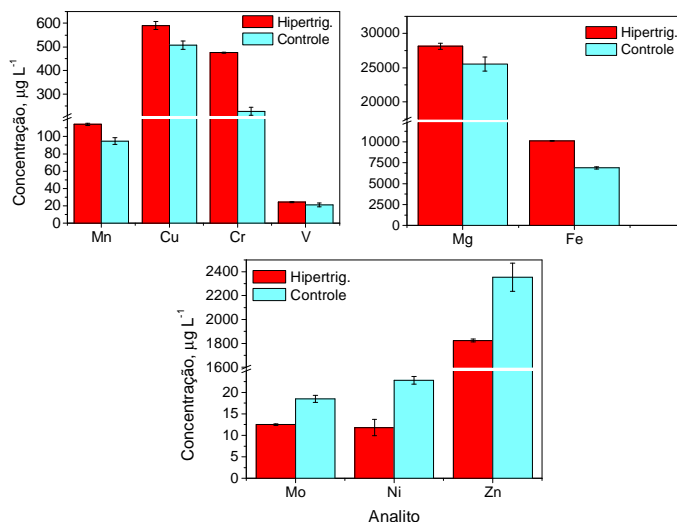 Concentração, µg L⁻¹
600
500
400
300
100
80
60
40
20
0
Hipertrig.
Controle
Mn Cu Cr V
30000
25000
20000
10000
7500
5000
2500
0
Hipertrig.
Controle
Mg Fe
Concentração, µg L⁻¹
2400
2200
2000
1800
1600
20
15
10
5
0
Hipertrig.
Controle
Mo Ni Zn
Analito